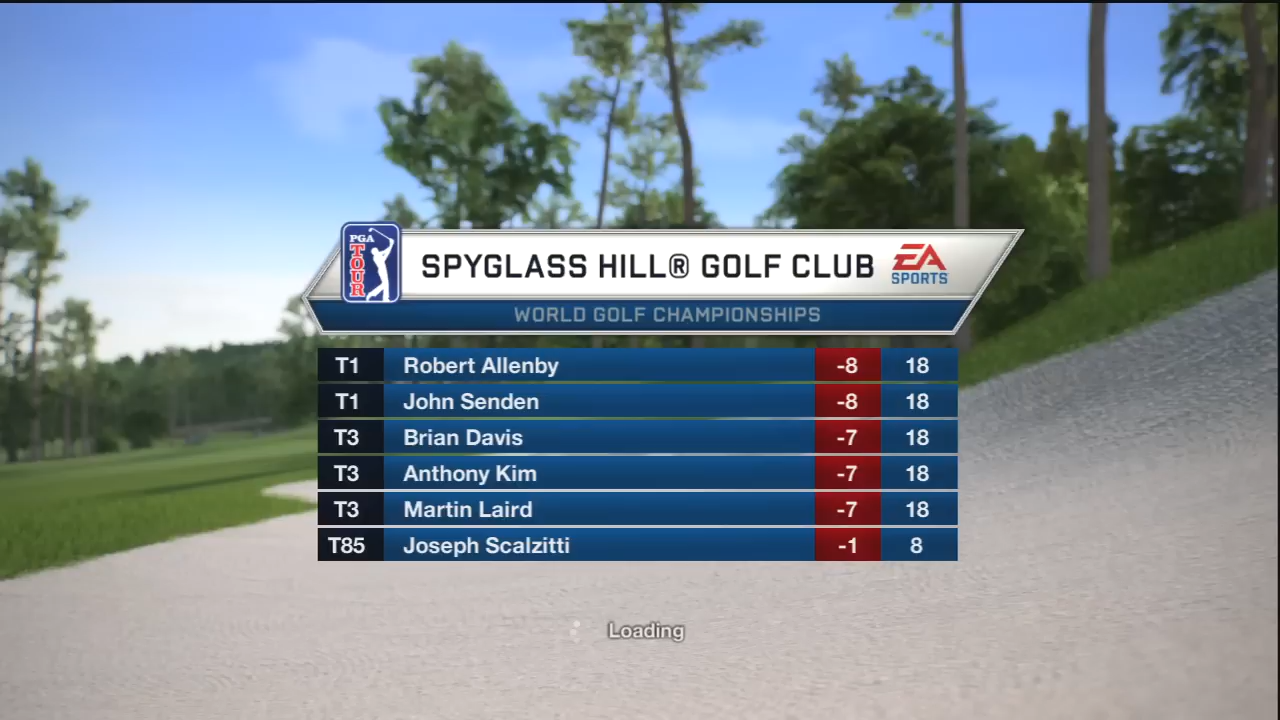 PGA
TOUR
SPYGLASS HILL® GOLF CLUB
EA
SPORTS
WORLD GOLF CHAMPIONSHIPS
T1 Robert Allenby -8 18
T1 John Senden -8 18
T3 Brian Davis -7 18
T3 Anthony Kim -7 18
T3 Martin Laird -7 18
T85 Joseph Scalzitti -1 8
Loading